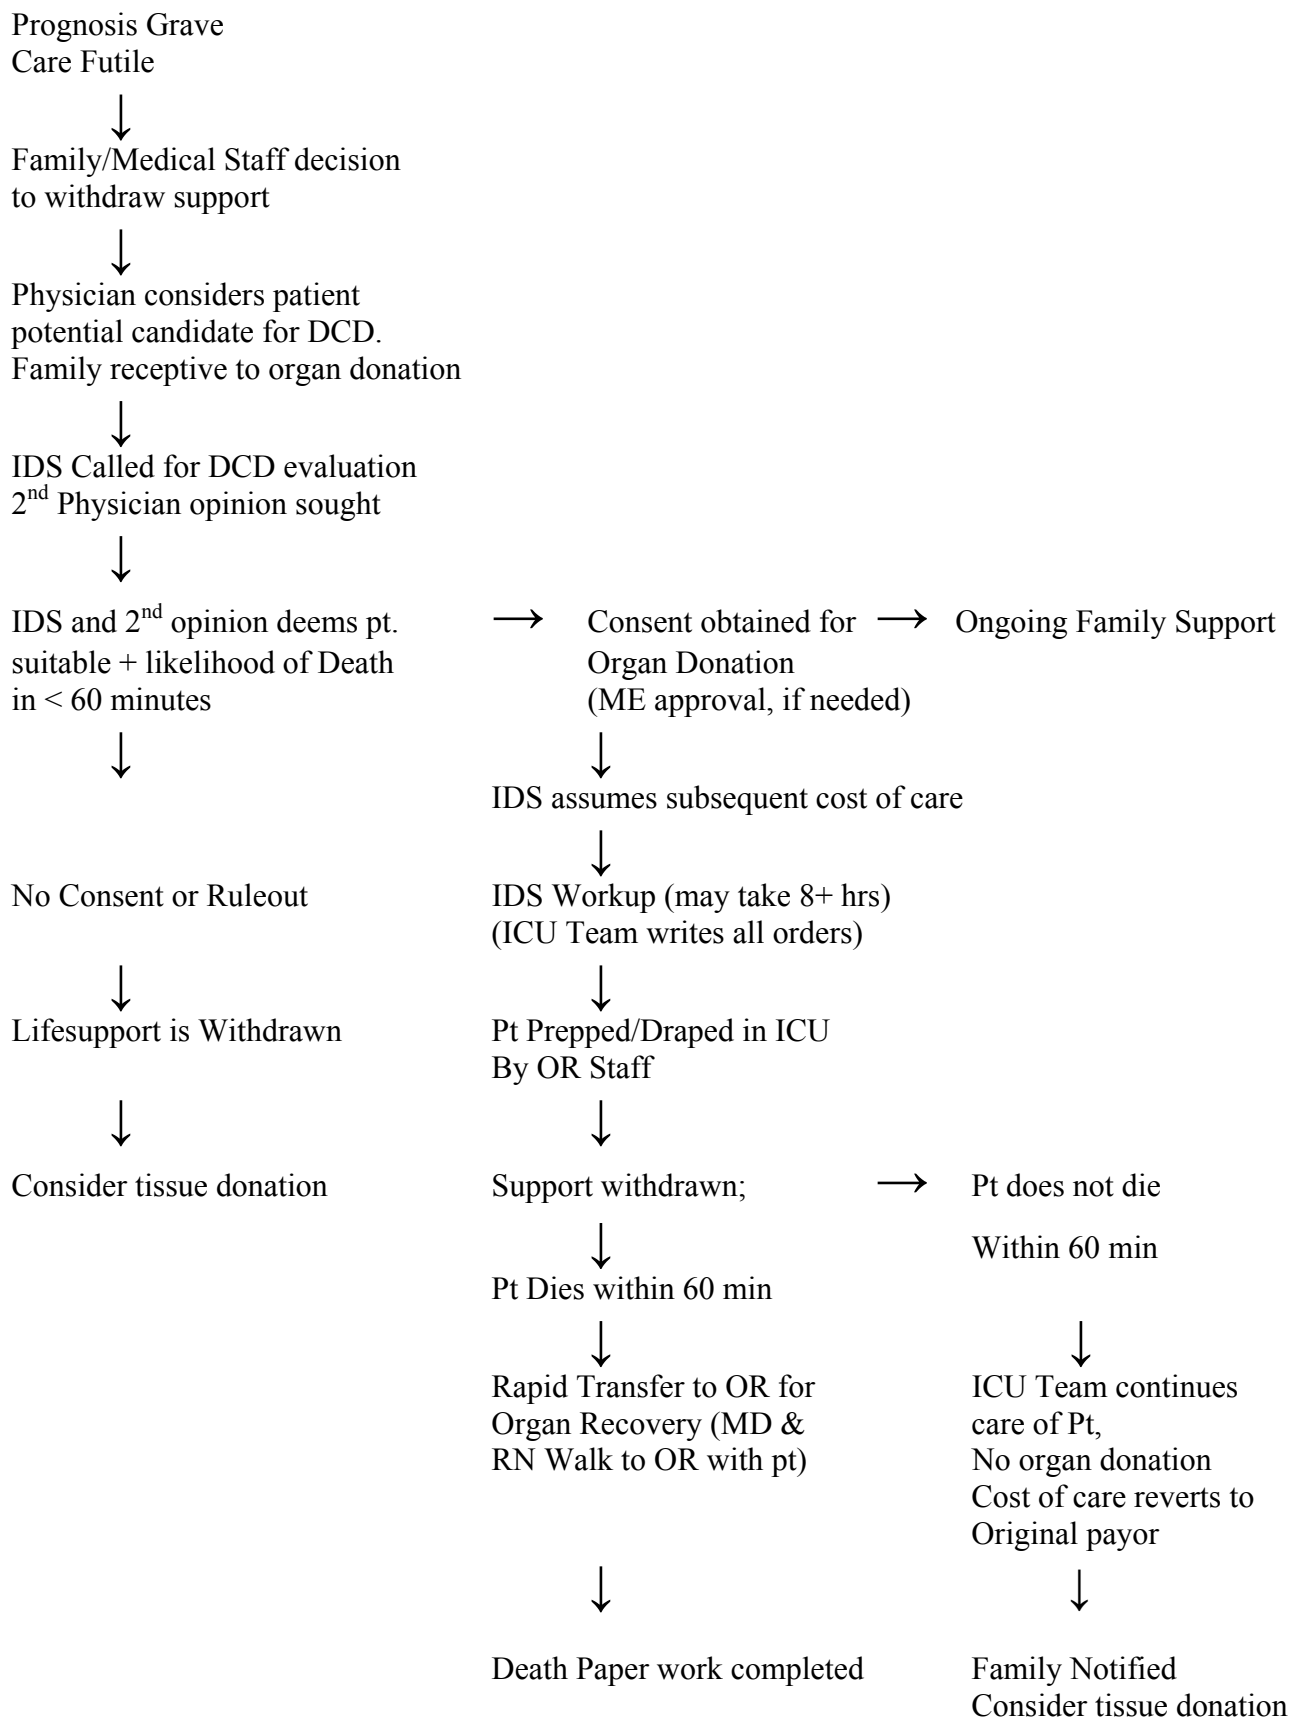 Prognosis Grave
Care Futile
↓
Family/Medical Staff decision
to withdraw support
↓
Physician considers patient
potential candidate for DCD.
Family receptive to organ donation
↓
IDS Called for DCD evaluation
2nd Physician opinion sought
↓
IDS and 2nd opinion deems pt.
suitable + likelihood of Death
in < 60 minutes
→
Consent obtained for
Organ Donation
(ME approval, if needed)
→
Ongoing Family Support
↓
No Consent or Ruleout
↓
Lifesupport is Withdrawn
↓
Consider tissue donation
↓
IDS assumes subsequent cost of care
↓
IDS Workup (may take 8+ hrs)
(ICU Team writes all orders)
↓
Pt Prepped/Draped in ICU
By OR Staff
↓
Support withdrawn;
↓
Pt Dies within 60 min
↓
Rapid Transfer to OR for
Organ Recovery (MD &
RN Walk to OR with pt)
↓
Death Paper work completed
→
Pt does not die
Within 60 min
↓
ICU Team continues
care of Pt,
No organ donation
Cost of care reverts to
Original payor
↓
Family Notified
Consider tissue donation